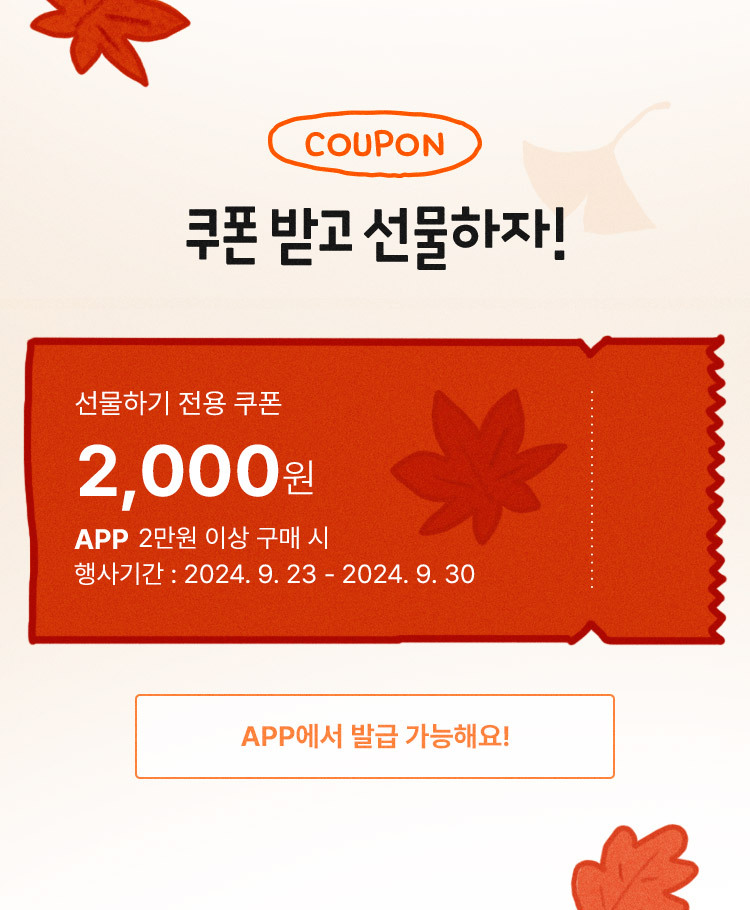 COUPON
쿠폰 받고 선물하자!
선물하기 전용 쿠폰
2,000원
APP 2만원 이상 구매 시
행사기간 : 2024. 9. 23 - 2024. 9. 30
APP에서 발급 가능해요!